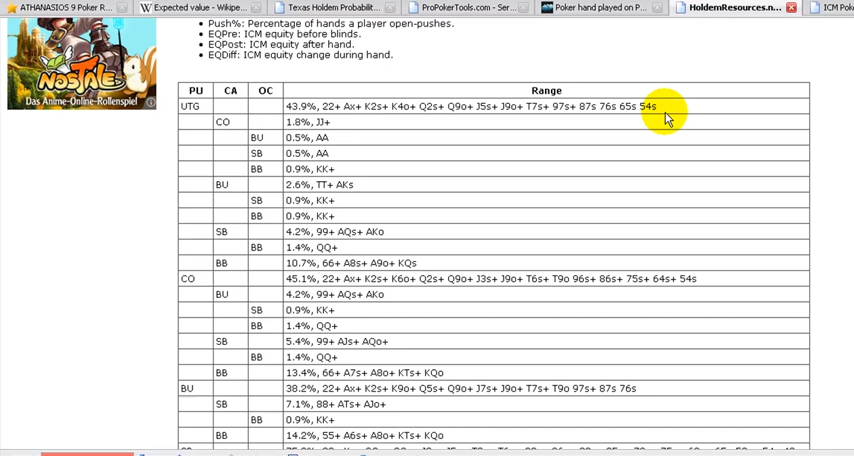 ATHANASIOS 9 Poker R...
Expected value - Wikipe...
Texas Holdem Probabilit...
ProPokerTools.com - Ser...
Poker hand played on P...
HoldemResources.n...
ICM Poke
Push%: Percentage of hands a player open-pushes.
EQPre: ICM equity before blinds.
EQPost: ICM equity after hand.
EQDiff: ICM equity change during hand.
NOSTALE
Das Anime-Online-Rollenspiel
PU CA OC Range
UTG 43.9%, 22+ Ax+ K2s+ K4o+ Q2s+ Q9o+ J5s+ J9o+ T7s+ 97s+ 87s 76s 65s 54s
CO 1.8%, JJ+
BU 0.5%, AA
SB 0.5%, AA
BB 0.9%, KK+
BU 2.6%, TT+ AKs
SB 0.9%, KK+
BB 0.9%, KK+
SB 4.2%, 99+ AQs+ AKo
BB 1.4%, QQ+
BB 10.7%, 66+ A8s+ A9o+ KQs
CO 45.1%, 22+ Ax+ K2s+ K6o+ Q2s+ Q9o+ J3s+ J9o+ T6s+ T9o 96s+ 86s+ 75s+ 64s+ 54s
BU 4.2%, 99+ AQs+ AKo
SB 0.9%, KK+
BB 1.4%, QQ+
SB 5.4%, 99+ AJs+ AQo+
BB 1.4%, QQ+
BB 13.4%, 66+ A7s+ A8o+ KTs+ KQo
BU 38.2%, 22+ Ax+ K2s+ K9o+ Q5s+ Q9o+ J7s+ J9o+ T7s+ T9o 97s+ 87s 76s
SB 7.1%, 88+ ATs+ AJo+
BB 0.9%, KK+
BB 14.2%, 55+ A6s+ A8o+ KTs+ KQo